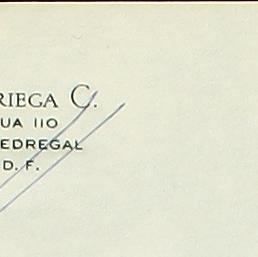 RIEGA C.
UA 110
EDREGAL
D. F.